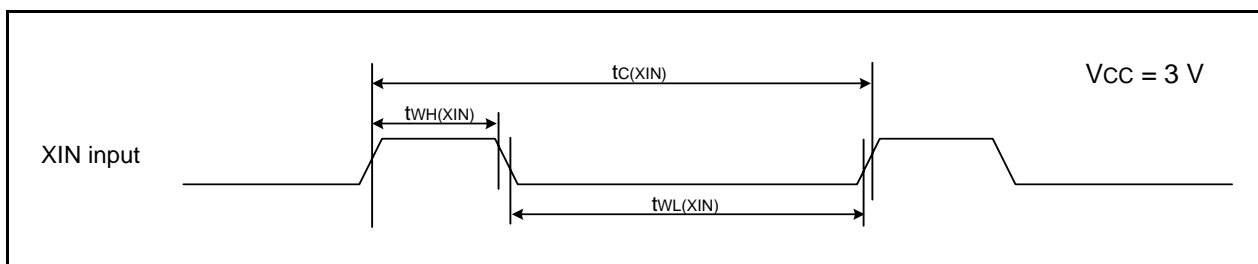 tC(XIN)
VCC = 3 V
tWH(XIN)
XIN input
tWL(XIN)